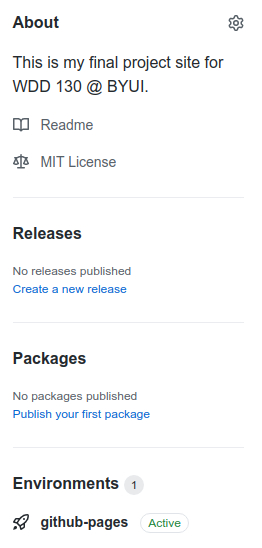 About
This is my final project site for
WDD 130 @ BYUI.
Readme
MIT License
Releases
No releases published
Create a new release
Packages
No packages published
Publish your first package
Environments 1
github-pages Active